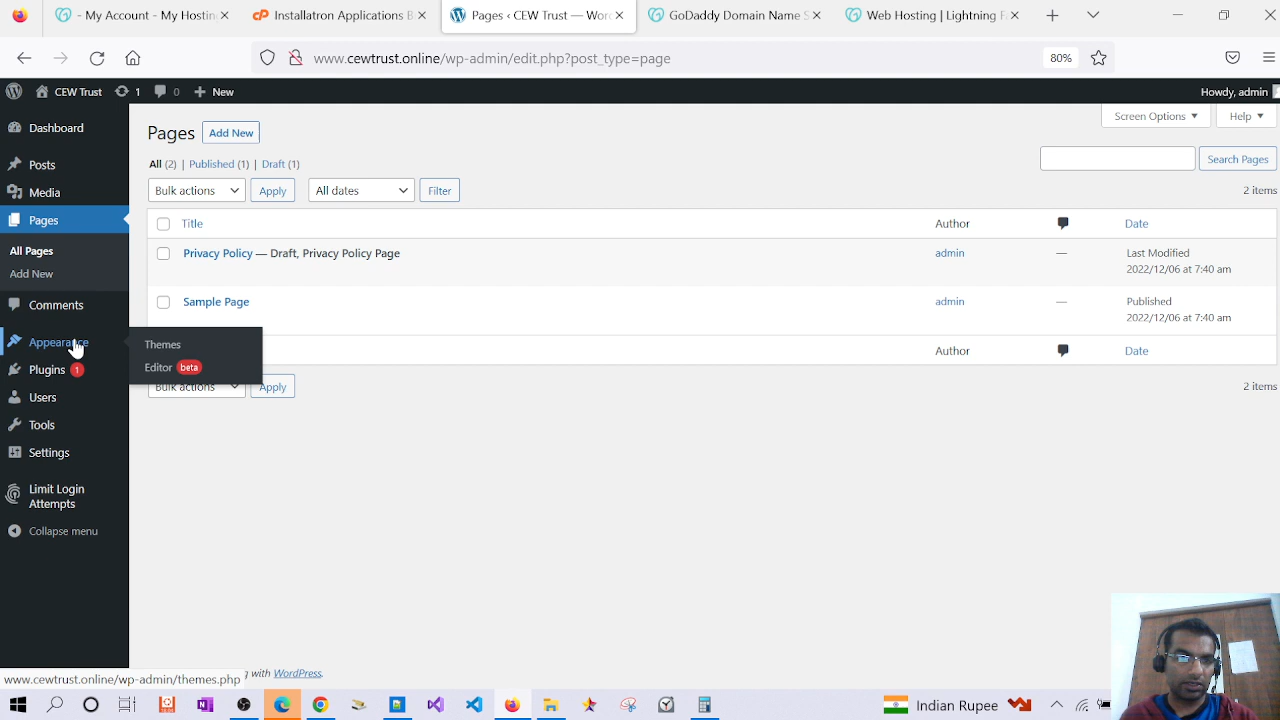 - My Account - My Hostin
Installatron Applications B
Pages ‹ CEW Trust — Wor
GoDaddy Domain Name S
Web Hosting | Lightning F
www.cewtrust.online/wp-admin/edit.php?post_type=page
80%
CEW Trust
1
0
New
Howdy, admin
Dashboard
Posts
Media
Pages
All Pages
Add New
Comments
Appearance
Themes
Editor beta
Plugins 1
Users
Tools
Settings
Limit Login
Attempts
Collapse menu
Pages
Add New
Screen Options
Help
All (2) | Published (1) | Draft (1)
Search Pages
Bulk actions
Apply
All dates
Filter
2 items
Title
Author
Date
Privacy Policy — Draft, Privacy Policy Page
admin
—
Last Modified
2022/12/06 at 7:40 am
Sample Page
admin
—
Published
2022/12/06 at 7:40 am
Author
Date
Bulk actions
Apply
2 items
g with WordPress.
www.cewtrust.online/wp-admin/themes.php
Indian Rupee